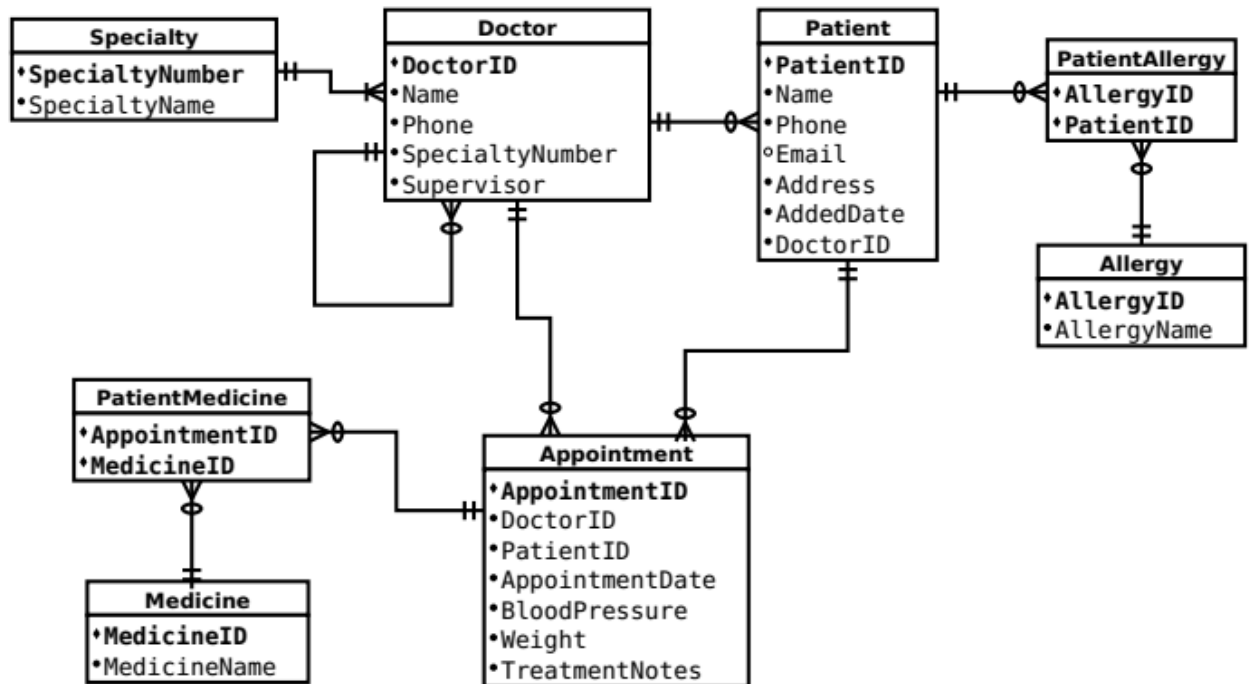 Specialty
SpecialtyNumber
SpecialtyName
Doctor
DoctorID
Name
Phone
SpecialtyNumber
Supervisor
Patient
PatientID
Name
Phone
Email
Address
AddedDate
DoctorID
PatientAllergy
AllergyID
PatientID
Allergy
AllergyID
AllergyName
PatientMedicine
AppointmentID
MedicineID
Medicine
MedicineID
MedicineName
Appointment
AppointmentID
DoctorID
PatientID
AppointmentDate
BloodPressure
Weight
TreatmentNotes